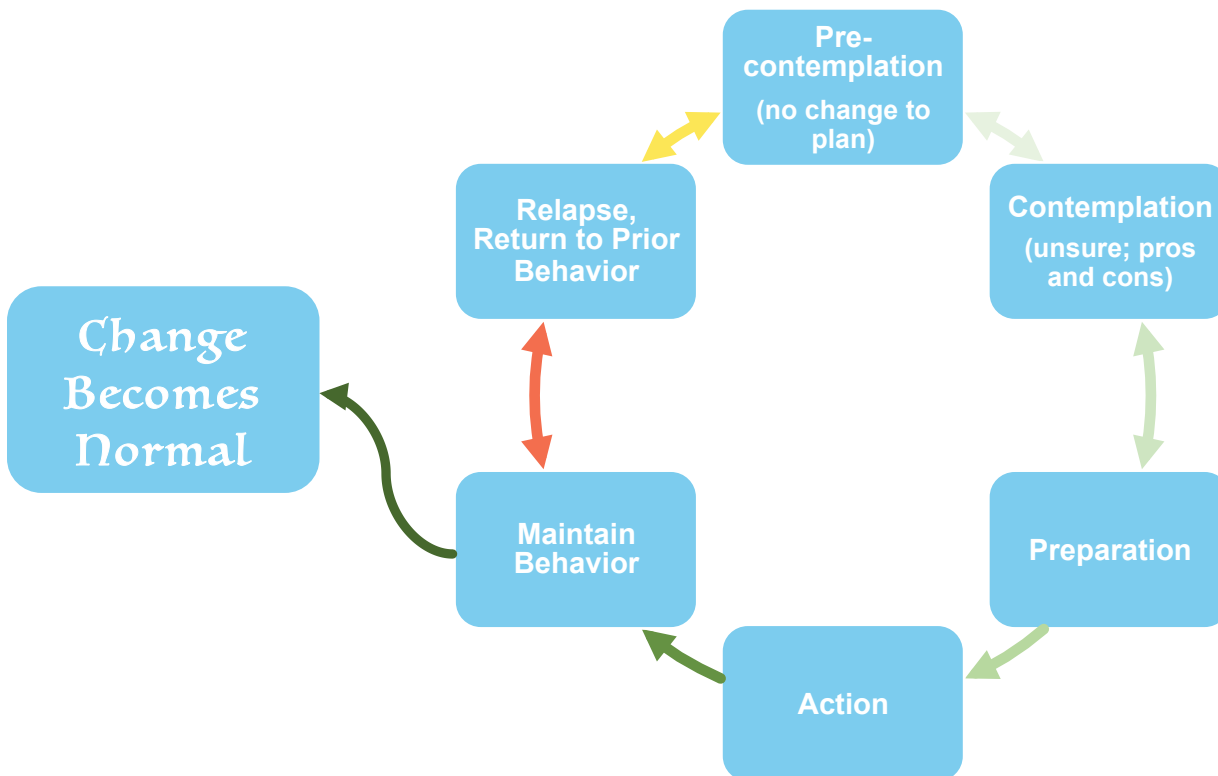 Pre-
contemplation
(no change to
plan)
Contemplation
(unsure; pros
and cons)
Preparation
Action
Maintain
Behavior
Relapse,
Return to Prior
Behavior
Change
Becomes
Normal